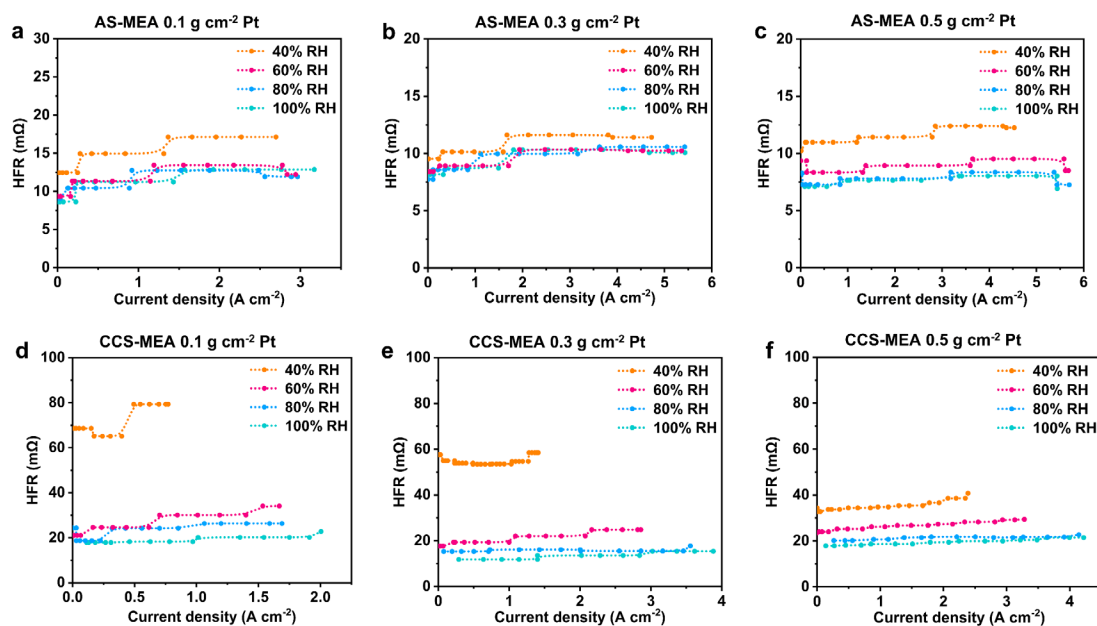 a
AS-MEA 0.1 g cm⁻² Pt
30
25
20
15
10
5
0
HFR (mΩ)
40% RH
60% RH
80% RH
100% RH
0 1 2 3
Current density (A cm⁻²)
b
AS-MEA 0.3 g cm⁻² Pt
20
15
10
5
0
HFR (mΩ)
40% RH
60% RH
80% RH
100% RH
0 1 2 3 4 5 6
Current density (A cm⁻²)
c
AS-MEA 0.5 g cm⁻² Pt
20
15
10
5
0
HFR (mΩ)
40% RH
60% RH
80% RH
100% RH
0 1 2 3 4 5 6
Current density (A cm⁻²)
d
CCS-MEA 0.1 g cm⁻² Pt
100
80
60
40
20
0
HFR (mΩ)
40% RH
60% RH
80% RH
100% RH
0.0 0.5 1.0 1.5 2.0
Current density (A cm⁻²)
e
CCS-MEA 0.3 g cm⁻² Pt
100
80
60
40
20
0
HFR (mΩ)
40% RH
60% RH
80% RH
100% RH
0 1 2 3 4
Current density (A cm⁻²)
f
CCS-MEA 0.5 g cm⁻² Pt
100
80
60
40
20
0
HFR (mΩ)
40% RH
60% RH
80% RH
100% RH
0 1 2 3 4
Current density (A cm⁻²)